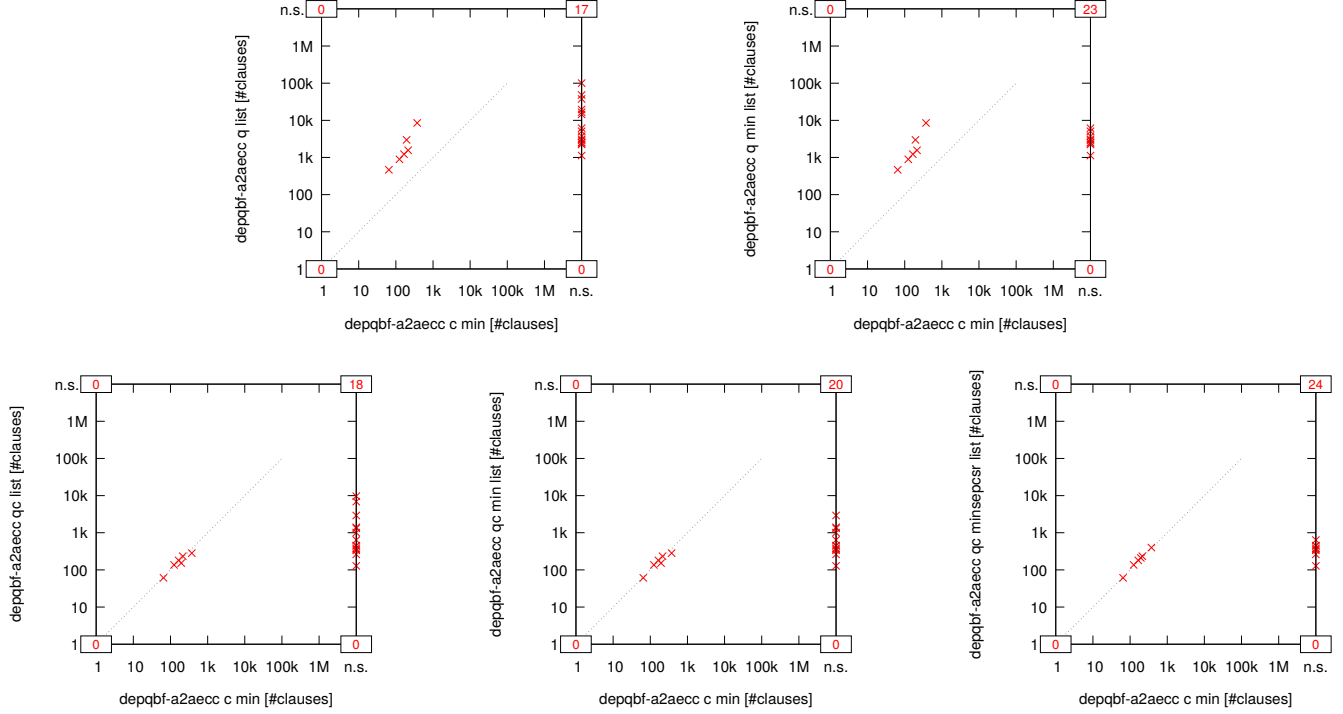 n.s. 0 17
1M
100k
10k
1k
100
10
1 0 0
1 10 100 1k 10k 100k 1M n.s.
depqbf-a2aecc q list [#clauses]
depqbf-a2aecc c min [#clauses]
n.s. 0 23
1M
100k
10k
1k
100
10
1 0 0
1 10 100 1k 10k 100k 1M n.s.
depqbf-a2aecc q min list [#clauses]
depqbf-a2aecc c min [#clauses]
n.s. 0 18
1M
100k
10k
1k
100
10
1 0 0
1 10 100 1k 10k 100k 1M n.s.
depqbf-a2aecc qc list [#clauses]
depqbf-a2aecc c min [#clauses]
n.s. 0 20
1M
100k
10k
1k
100
10
1 0 0
1 10 100 1k 10k 100k 1M n.s.
depqbf-a2aecc qc min list [#clauses]
depqbf-a2aecc c min [#clauses]
n.s. 0 24
1M
100k
10k
1k
100
10
1 0 0
1 10 100 1k 10k 100k 1M n.s.
depqbf-a2aecc qc minsepcsr list [#clauses]
depqbf-a2aecc c min [#clauses]